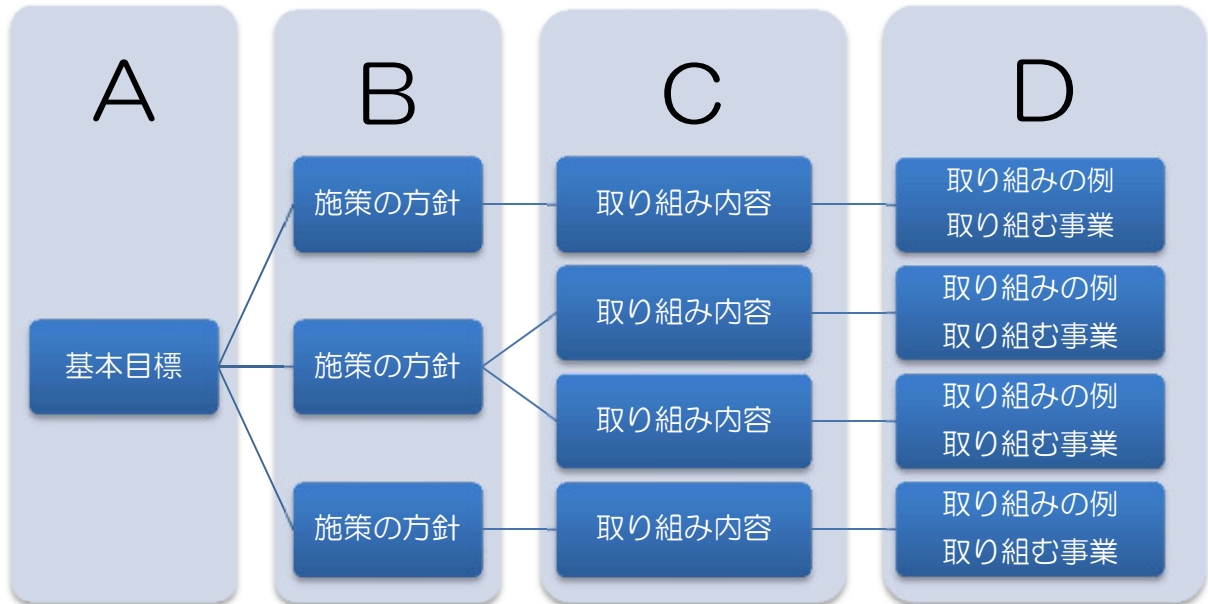 A
B
C
D
基本目標
施策の方針
施策の方針
施策の方針
取り組み内容
取り組み内容
取り組み内容
取り組み内容
取り組みの例
取り組む事業
取り組みの例
取り組む事業
取り組みの例
取り組む事業
取り組みの例
取り組む事業